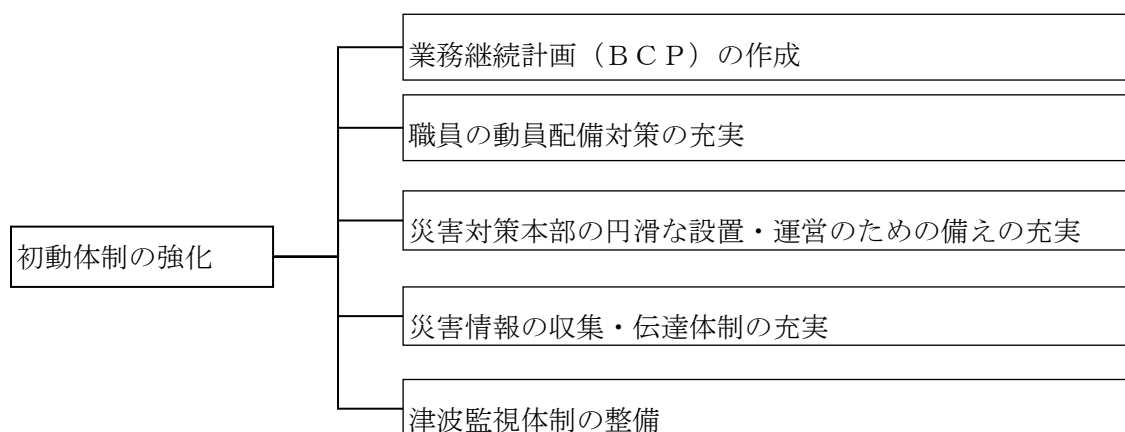 業務継続計画（ＢＣＰ）の作成
職員の動員配備対策の充実
災害対策本部の円滑な設置・運営のための備えの充実
初動体制の強化
災害情報の収集・伝達体制の充実
津波監視体制の整備